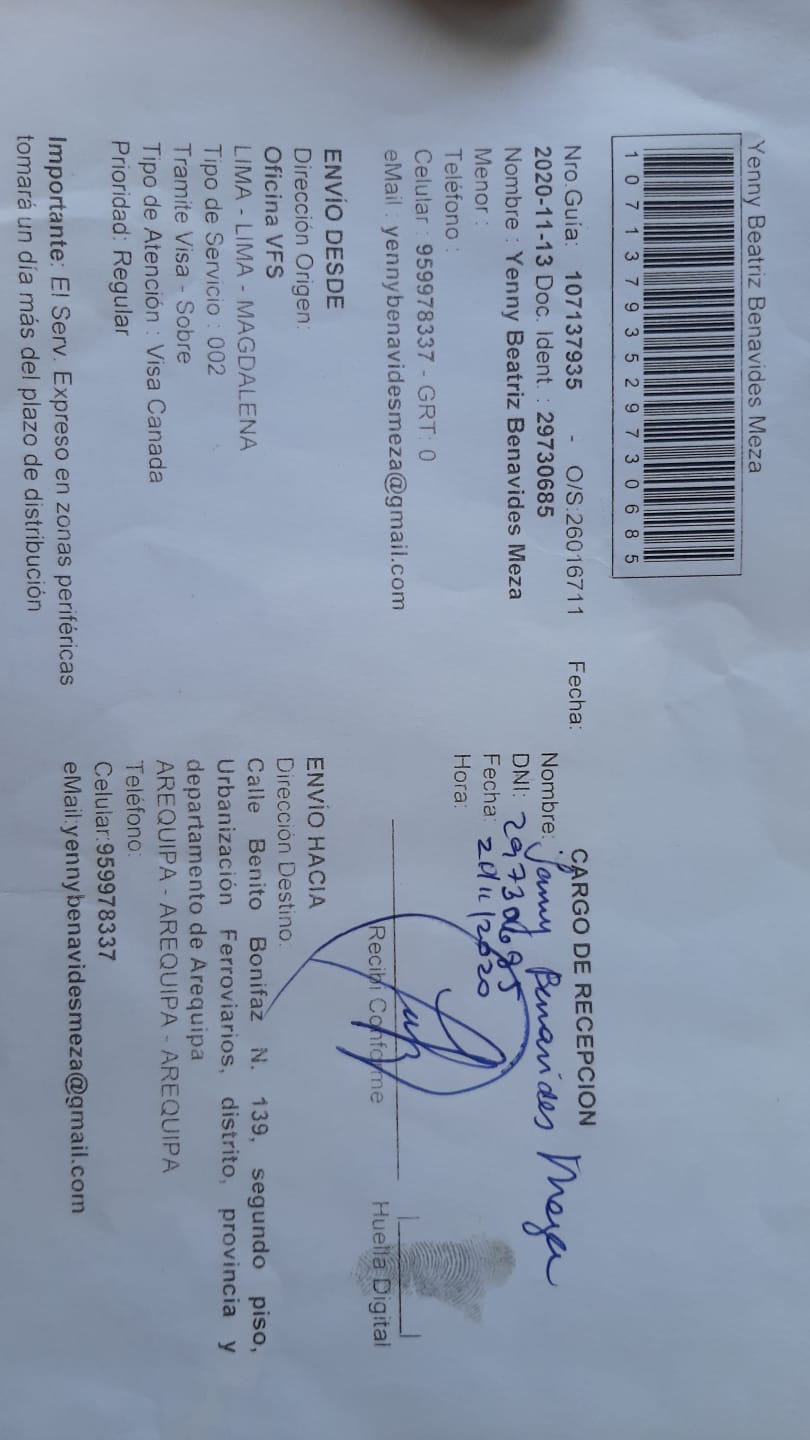 Yenny Beatriz Benavides Meza
1 0 7 1 3 7 9 3 5 2 9 7 3 0 6 8 5
Nro.Guia: 107137935 - O/S:26016711 Fecha:
2020-11-13 Doc. Ident. : 29730685
Nombre : Yenny Beatriz Benavides Meza
Menor :
Teléfono :
Celular : 959978337 - GRT: 0
eMail : yennybenavidesmeza@gmail.com
ENVÍO DESDE
Dirección Origen:
Oficina VFS
LIMA - LIMA - MAGDALENA
Tipo de Servicio : 002
Tramite Visa - Sobre
Tipo de Atención : Visa Canada
Prioridad: Regular
Importante: El Serv. Expreso en zonas periféricas
tomará un día más del plazo de distribución
CARGO DE RECEPCION
Nombre: Yenny Benavides Meza
DNI: 29730685
Fecha: 20/11/2020
Hora:
Recibí Conforme
Huella Digital
ENVÍO HACIA
Dirección Destino:
Calle Benito Bonifaz N. 139, segundo piso,
Urbanización Ferroviarios, distrito, provincia y
departamento de Arequipa
AREQUIPA - AREQUIPA - AREQUIPA
Teléfono:
Celular:959978337
eMail:yennybenavidesmeza@gmail.com